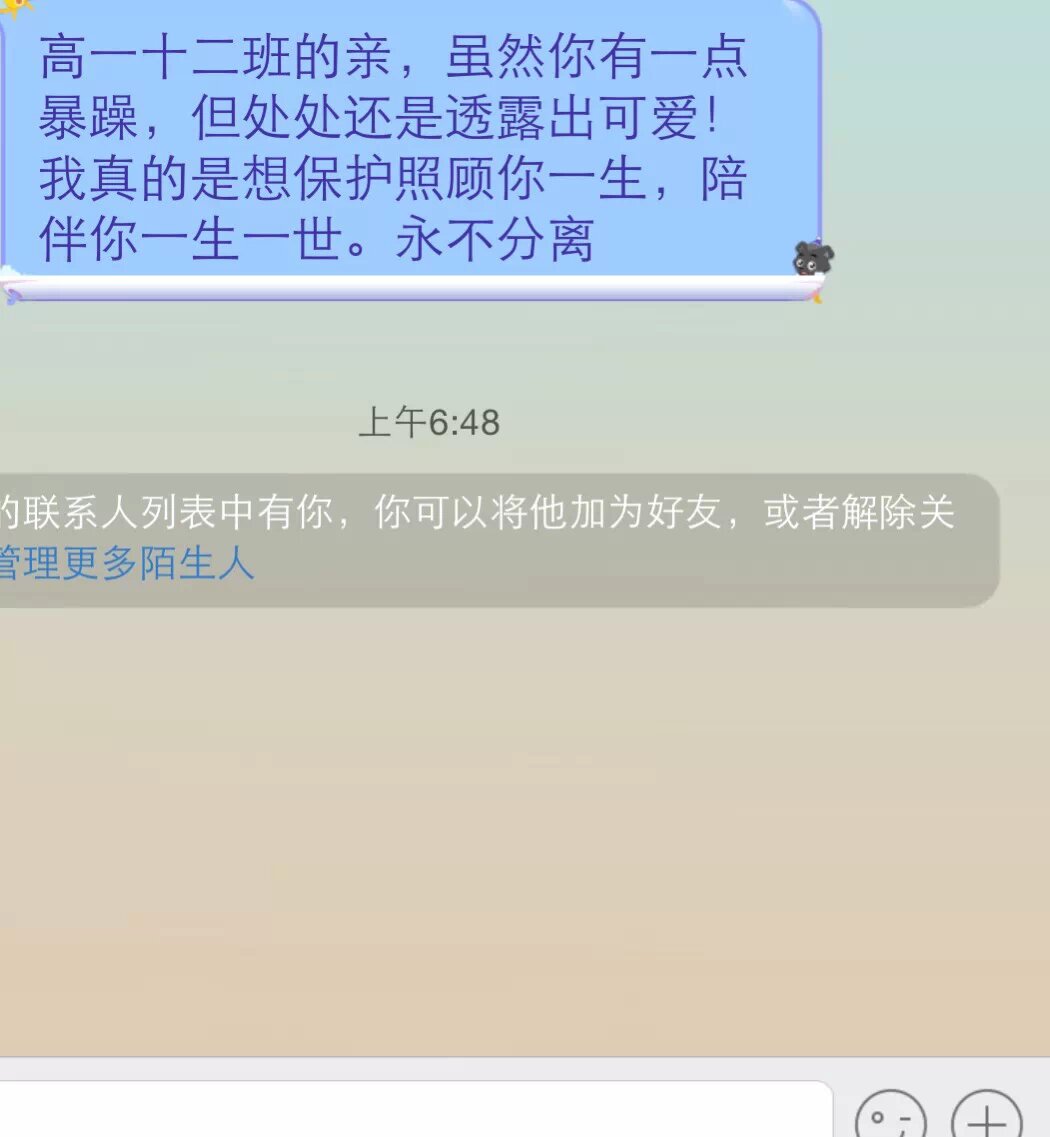 高一十二班的亲，虽然你有一点
暴躁，但处处还是透露出可爱！
我真的是想保护照顾你一生，陪
伴你一生一世。永不分离
上午6:48
的联系人列表中有你，你可以将他加为好友，或者解除关
管理更多陌生人